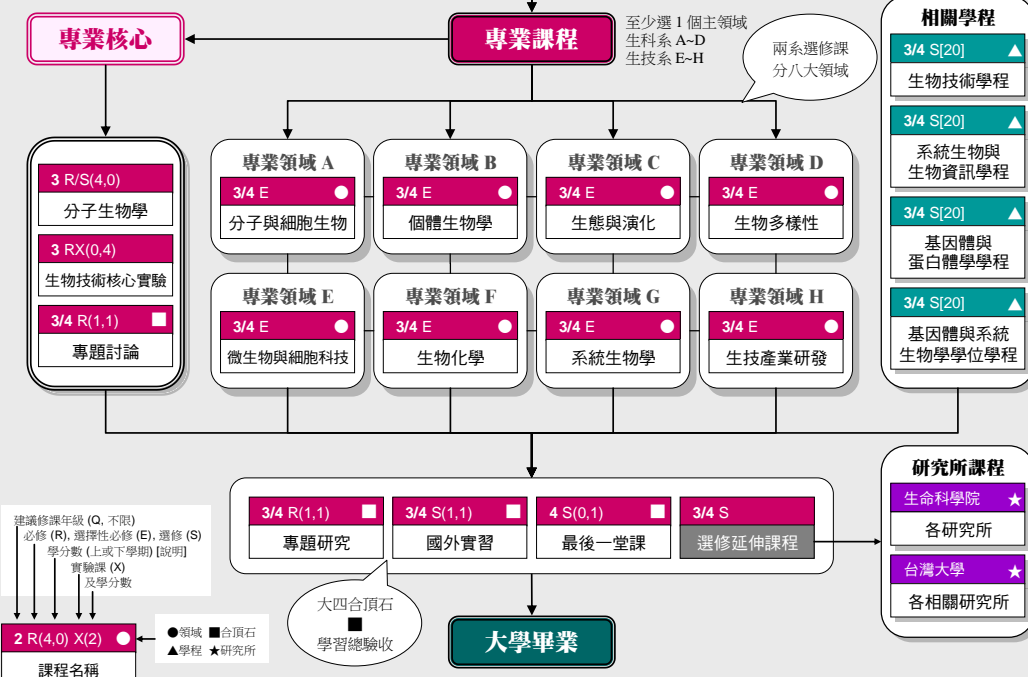 專業核心
專業課程
至少選 1 個主領域
生科系 A~D
生技系 E~H
兩系選修課
分八大領域
相關學程
3/4 S[20] ▲
生物技術學程
3/4 S[20] ▲
系統生物與
生物資訊學程
3/4 S[20] ▲
基因體與
蛋白體學學程
3/4 S[20] ▲
基因體與系統
生物學學位學程
3 R/S(4,0)
分子生物學
3 RX(0,4)
生物技術核心實驗
3/4 R(1,1) ■
專題討論
專業領域 A
3/4 E ●
分子與細胞生物
專業領域 B
3/4 E ●
個體生物學
專業領域 C
3/4 E ●
生態與演化
專業領域 D
3/4 E ●
生物多樣性
專業領域 E
3/4 E ●
微生物與細胞科技
專業領域 F
3/4 E ●
生物化學
專業領域 G
3/4 E ●
系統生物學
專業領域 H
3/4 E ●
生技產業研發
3/4 R(1,1) ■
專題研究
3/4 S(1,1) ■
國外實習
4 S(0,1) ■
最後一堂課
3/4 S
選修延伸課程
研究所課程
生命科學院 ★
各研究所
台灣大學 ★
各相關研究所
大四合頂石
■
學習總驗收
大學畢業
建議修課年級 (Q, 不限)
必修 (R), 選擇性必修 (E), 選修 (S)
學分數 (上或下學期) [說明]
實驗課 (X)
及學分數
2 R(4,0) X(2) ●
課程名稱
●領域 ■合頂石
▲學程 ★研究所